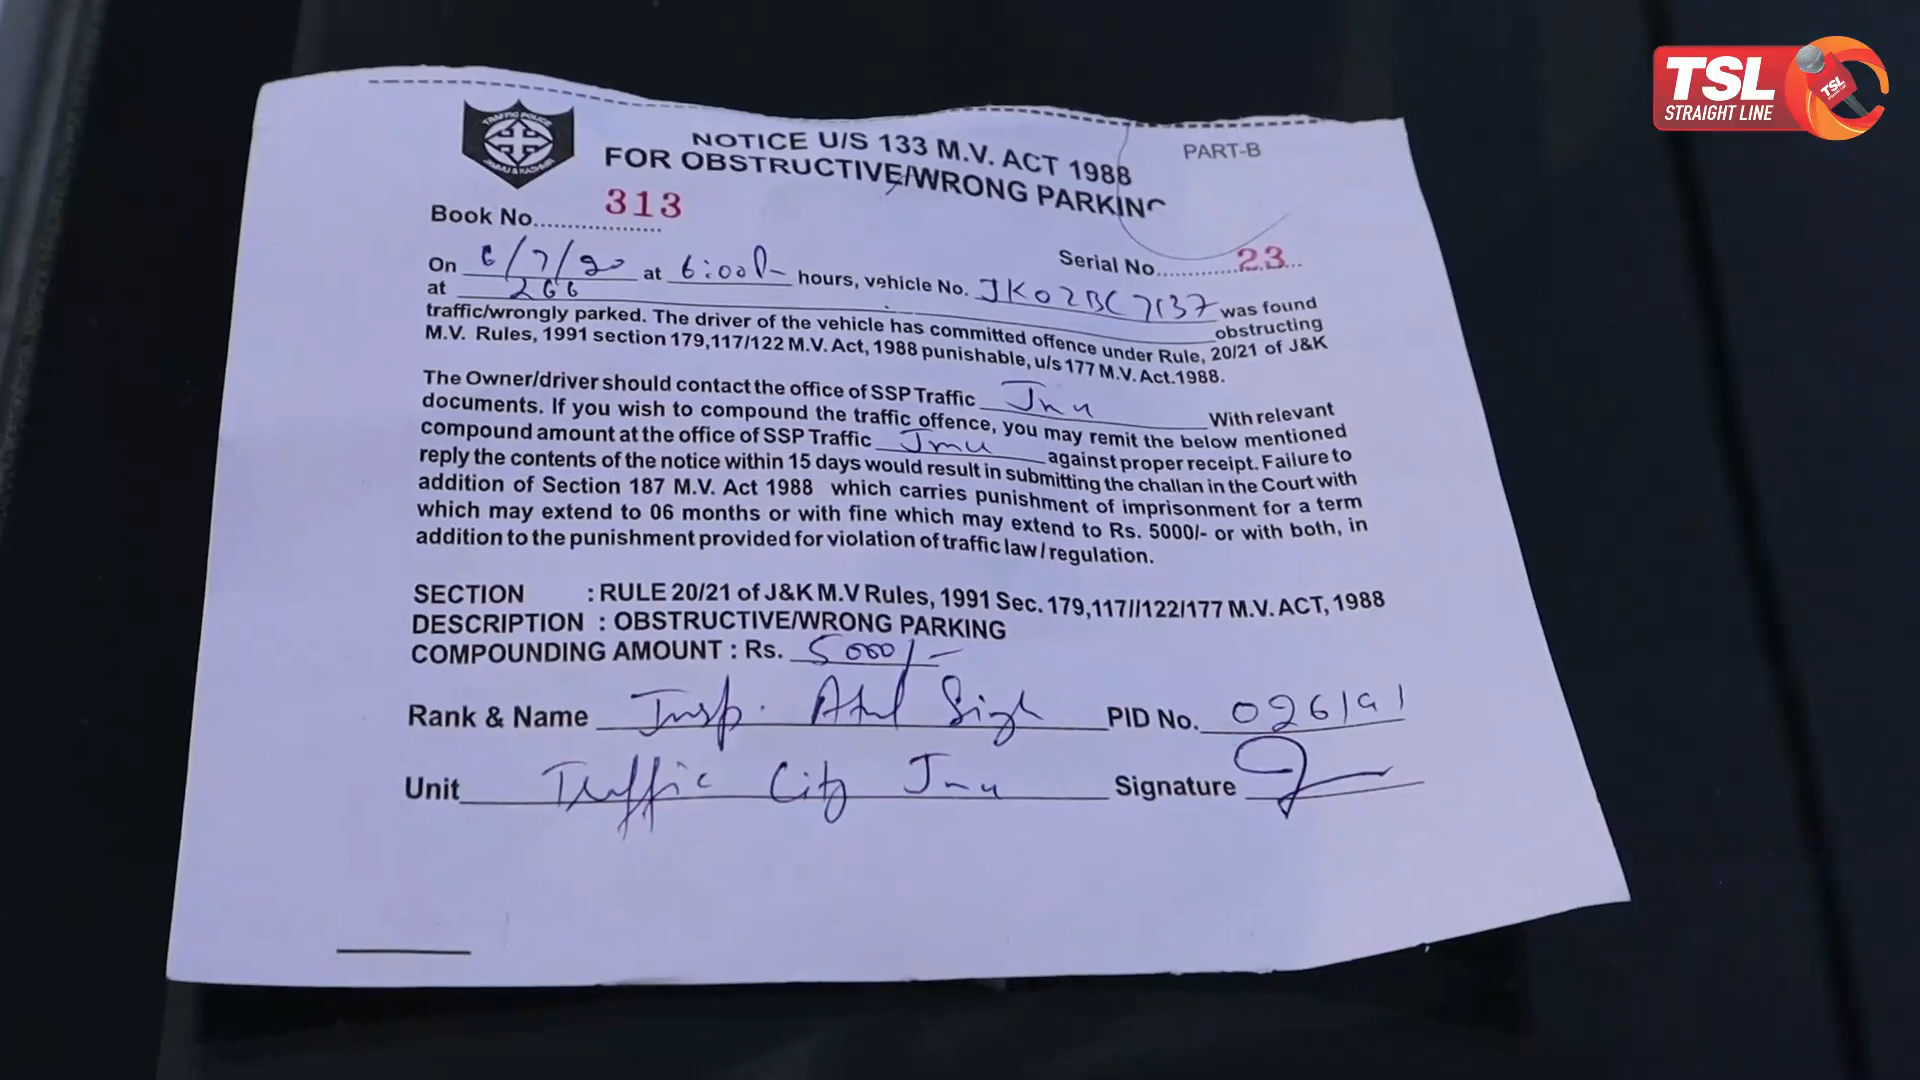 TSL
STRAIGHT LINE
TSL
TRAFFIC POLICE
JAMMU & KASHMIR
NOTICE U/S 133 M.V. ACT 1988
FOR OBSTRUCTIVE/WRONG PARKING
PART-B
Book No. 313
Serial No. 23
On 6/7/20 at 6:00 P- hours, vehicle No. JK02BC7137 was found
at 266 obstructing
traffic/wrongly parked. The driver of the vehicle has committed offence under Rule, 20/21 of J&K
M.V. Rules, 1991 section 179,117/122 M.V. Act, 1988 punishable, u/s 177 M.V. Act.1988.
The Owner/driver should contact the office of SSP Traffic Jmu With relevant
documents. If you wish to compound the traffic offence, you may remit the below mentioned
compound amount at the office of SSP Traffic Jmu against proper receipt. Failure to
reply the contents of the notice within 15 days would result in submitting the challan in the Court with
addition of Section 187 M.V. Act 1988 which carries punishment of imprisonment for a term
which may extend to 06 months or with fine which may extend to Rs. 5000/- or with both, in
addition to the punishment provided for violation of traffic law / regulation.
SECTION : RULE 20/21 of J&K M.V Rules, 1991 Sec. 179,117//122/177 M.V. ACT, 1988
DESCRIPTION : OBSTRUCTIVE/WRONG PARKING
COMPOUNDING AMOUNT : Rs. 5000/-
Rank & Name Insp. Atul Sigh PID No. 026191
Unit Traffic City Jmu Signature